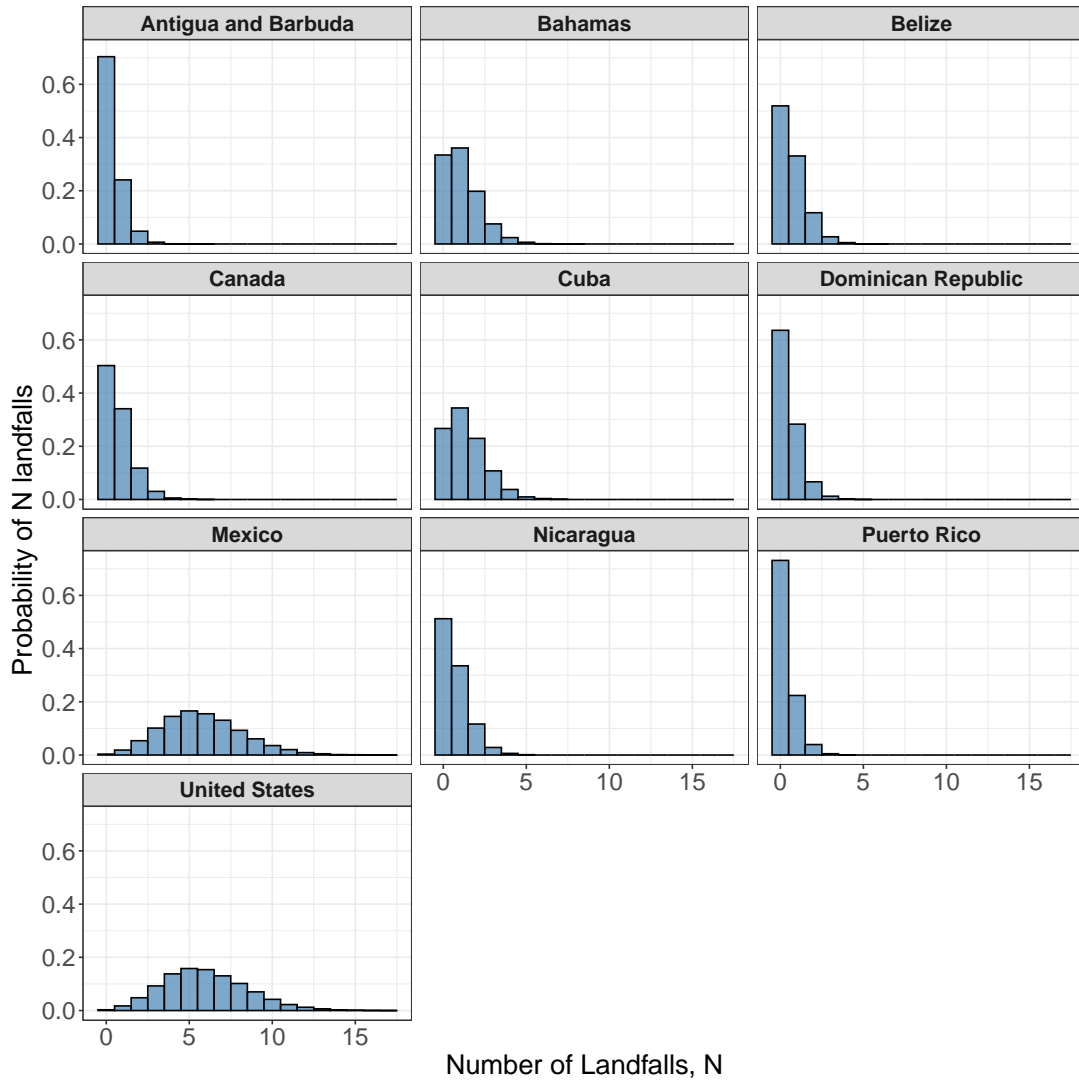 Antigua and Barbuda
Bahamas
Belize
0.6
0.4
0.2
0.0
Canada
Cuba
Dominican Republic
0.6
0.4
0.2
0.0
Mexico
Nicaragua
Puerto Rico
0.6
0.4
0.2
0.0
0 5 10 15
0 5 10 15
United States
0.6
0.4
0.2
0.0
0 5 10 15
Number of Landfalls, N
Probability of N landfalls